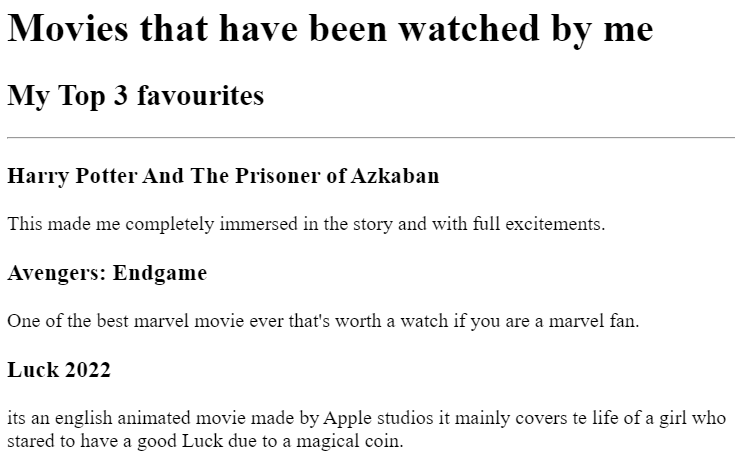 Movies that have been watched by me
My Top 3 favourites
Harry Potter And The Prisoner of Azkaban
This made me completely immersed in the story and with full excitements.
Avengers: Endgame
One of the best marvel movie ever that's worth a watch if you are a marvel fan.
Luck 2022
its an english animated movie made by Apple studios it mainly covers te life of a girl who
stared to have a good Luck due to a magical coin.